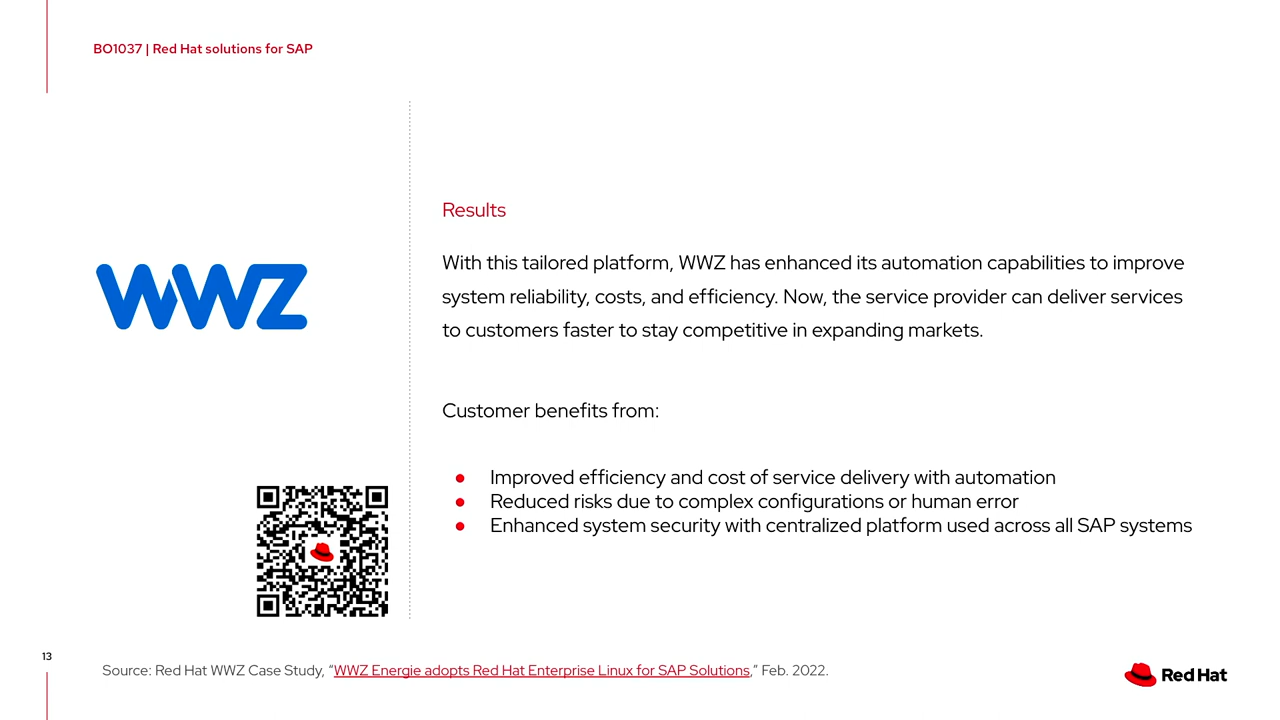 BO1037 | Red Hat solutions for SAP
WWZ
Results
With this tailored platform, WWZ has enhanced its automation capabilities to improve
system reliability, costs, and efficiency. Now, the service provider can deliver services
to customers faster to stay competitive in expanding markets.
Customer benefits from:
● Improved efficiency and cost of service delivery with automation
● Reduced risks due to complex configurations or human error
● Enhanced system security with centralized platform used across all SAP systems
13
Source: Red Hat WWZ Case Study, “WWZ Energie adopts Red Hat Enterprise Linux for SAP Solutions,” Feb. 2022.
Red Hat